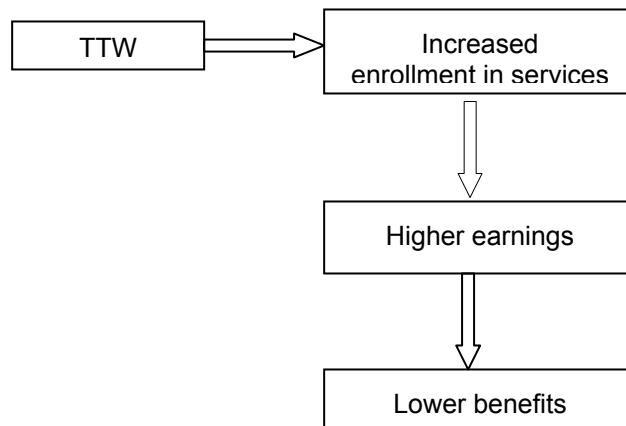 TTW
Increased
enrollment in services
Higher earnings
Lower benefits